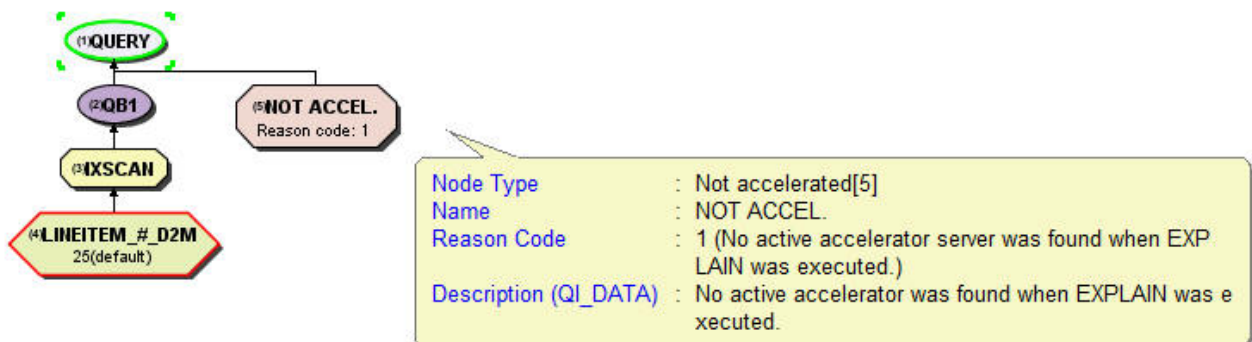 (1)QUERY
(2)QB1
(5)NOT ACCEL.
Reason code: 1
(3)IXSCAN
(4)LINEITEM_#_D2M
25(default)
Node Type : Not accelerated[5]
Name : NOT ACCEL.
Reason Code : 1 (No active accelerator server was found when EXP
LAIN was executed.)
Description (QI_DATA) : No active accelerator was found when EXPLAIN was e
xecuted.